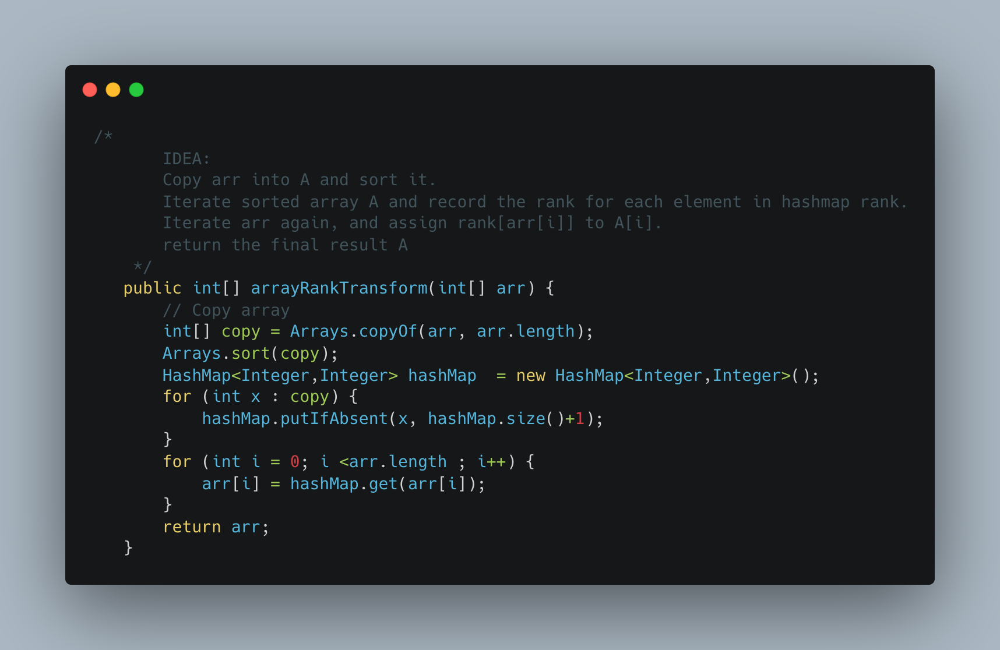 /*
IDEA:
Copy arr into A and sort it.
Iterate sorted array A and record the rank for each element in hashmap rank.
Iterate arr again, and assign rank[arr[i]] to A[i].
return the final result A
*/
public int[] arrayRankTransform(int[] arr) {
// Copy array
int[] copy = Arrays.copyOf(arr, arr.length);
Arrays.sort(copy);
HashMap<Integer,Integer> hashMap  = new HashMap<Integer,Integer>();
for (int x : copy) {
hashMap.putIfAbsent(x, hashMap.size()+1);
}
for (int i = 0; i <arr.length ; i++) {
arr[i] = hashMap.get(arr[i]);
}
return arr;
}